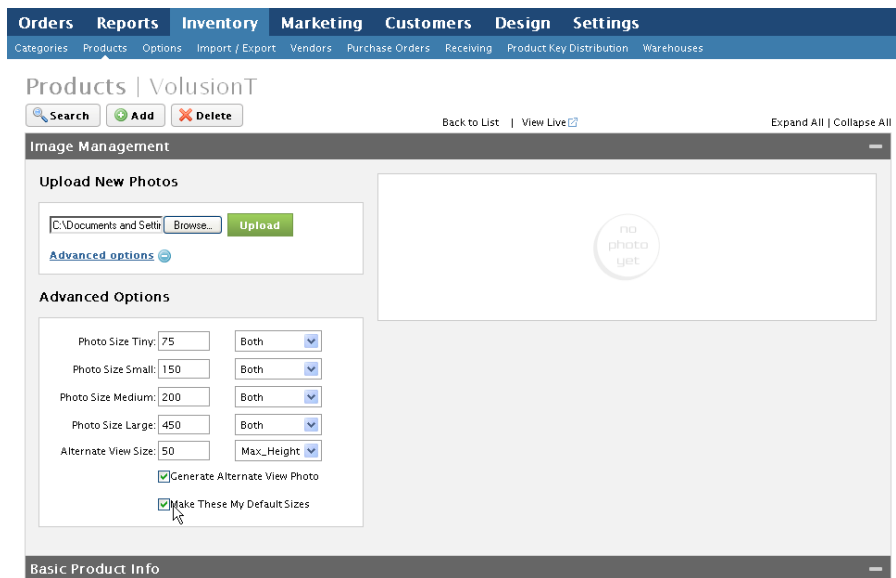 Orders Reports Inventory Marketing Customers Design Settings
Categories Products Options Import / Export Vendors Purchase Orders Receiving Product Key Distribution Warehouses
Products | VolusionT
Search Add Delete Back to List | View Live Expand All | Collapse All
Image Management
Upload New Photos
C:\Documents and Settin Browse... Upload
no
photo
yet
Advanced options
Advanced Options
Photo Size Tiny: 75 Both
Photo Size Small: 150 Both
Photo Size Medium: 200 Both
Photo Size Large: 450 Both
Alternate View Size: 50 Max_Height
Generate Alternate View Photo
Make These My Default Sizes
Basic Product Info